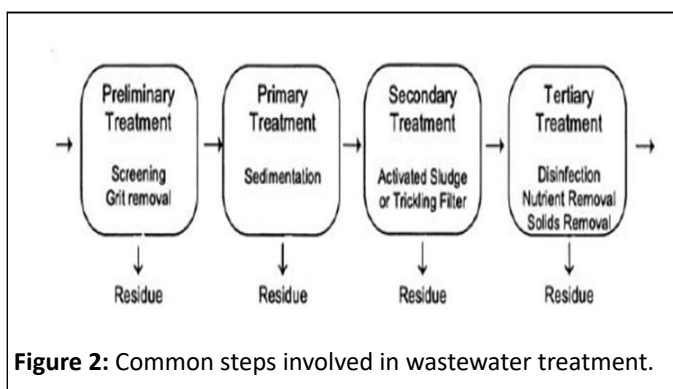 Preliminary
Treatment
Screening
Grit removal
Residue
Primary
Treatment
Sedimentation
Residue
Secondary
Treatment
Activated Sludge
or Trickling Filter
Residue
Tertiary
Treatment
Disinfection
Nutrient Removal
Solids Removal
Residue
Figure 2: Common steps involved in wastewater treatment.